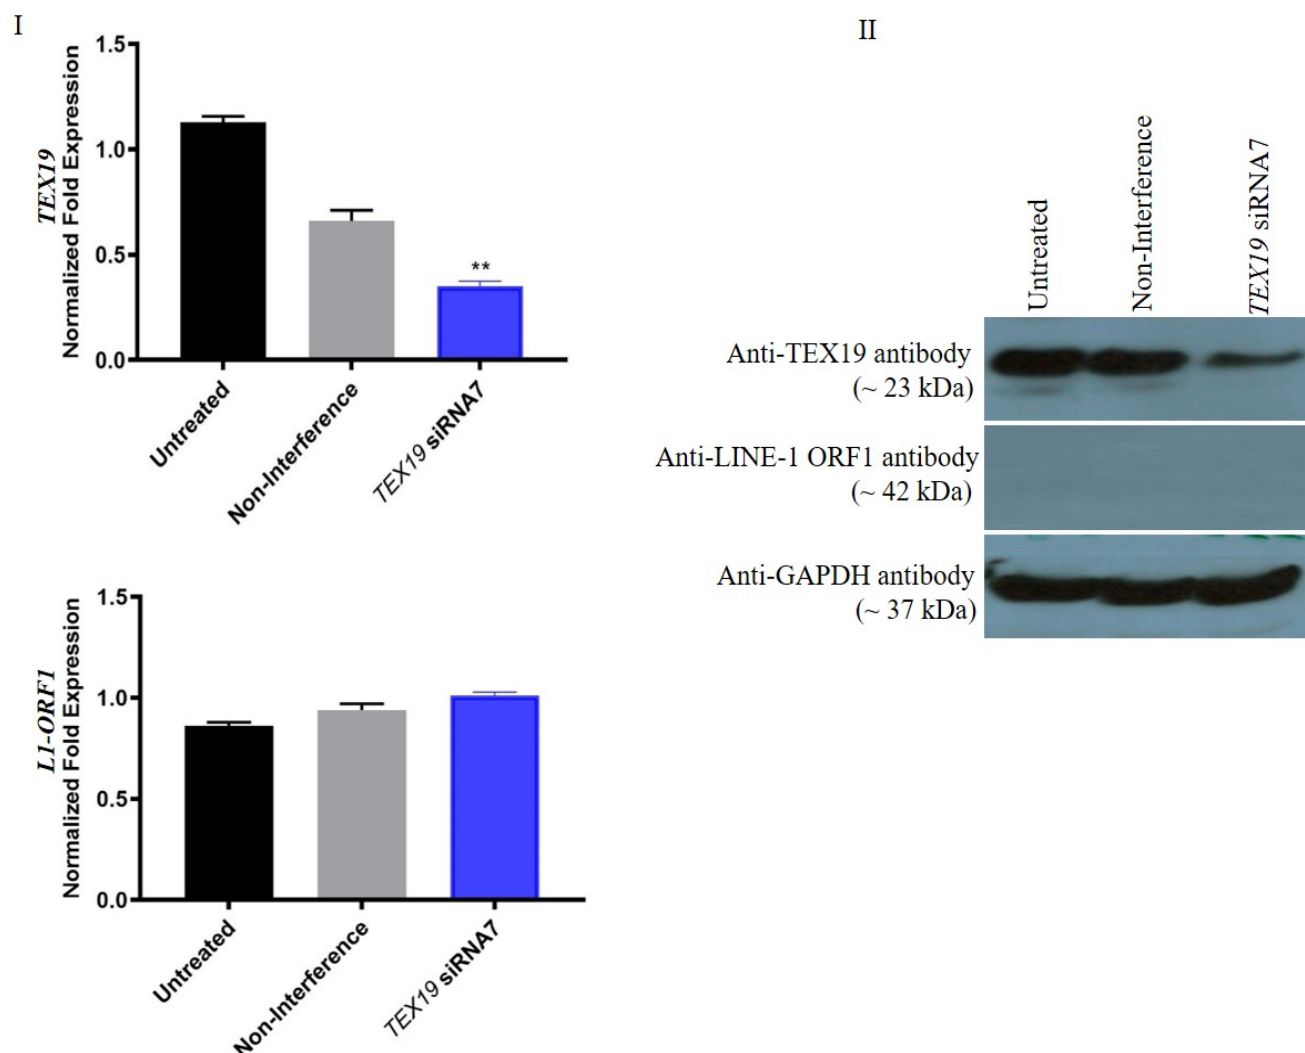 I
TEX19
Normalized Fold Expression
1.5
1.0
0.5
0.0
**
Untreated
Non-Interference
TEX19 siRNA7
L1-ORF1
Normalized Fold Expression
1.5
1.0
0.5
0.0
Untreated
Non-Interference
TEX19 siRNA7
II
Untreated
Non-Interference
TEX19 siRNA7
Anti-TEX19 antibody
(~ 23 kDa)
Anti-LINE-1 ORF1 antibody
(~ 42 kDa)
Anti-GAPDH antibody
(~ 37 kDa)